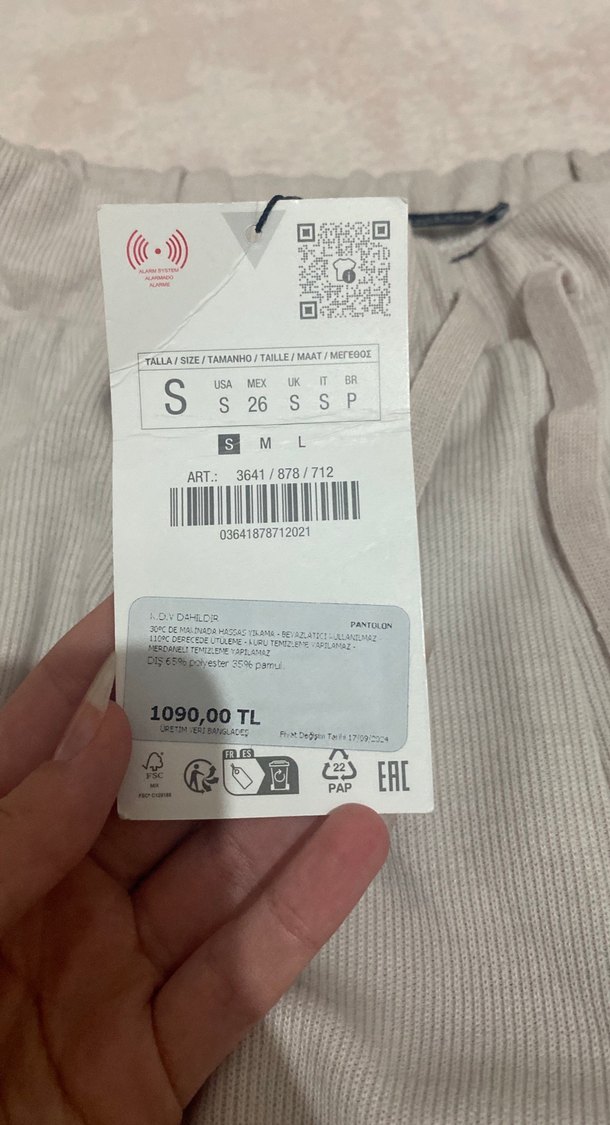 ALARM SYSTEM
ALARMADO
ALARME
TALLA / SIZE / TAMANHO / TAILLE / MAAT / ΜΕΓΕΘΟΣ
S
USA MEX UK IT BR
S 26 S S P
S M L
ART.: 3641 / 878 / 712
03641878712021
K.D.V DAHİLDİR
PANTOLON
30ºC DE MAKİNADA HASSAS YIKAMA - BEYAZLATICI KULLANILMAZ
110ºC DERECEDE ÜTÜLEME - KURU TEMİZLEME YAPILAMAZ -
MERDANELİ TEMİZLEME YAPILAMAZ
DIŞ 65% polyester 35% pamuk
1090,00 TL
ÜRETİM YERİ BANGLADEŞ
Fiyat Değişim Tarihi 17/09/2024
FSC
MIX
FR ES
22
PAP
EAC